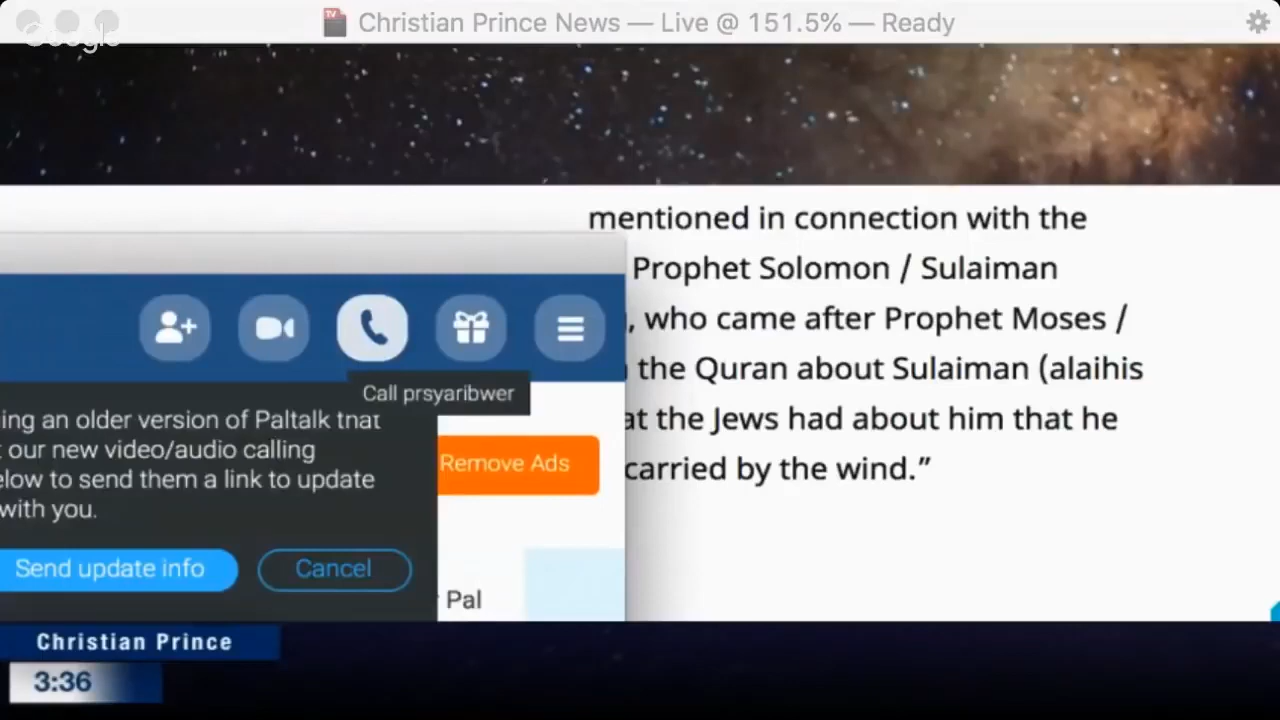 Christian Prince News — Live @ 151.5% — Ready
Google
mentioned in connection with the
Prophet Solomon / Sulaiman
, who came after Prophet Moses /
the Quran about Sulaiman (alaihis
at the Jews had about him that he
carried by the wind.”
Call prsyaribwer
ing an older version of Paltalk that
our new video/audio calling
elow to send them a link to update
with you.
Remove Ads
Send update info
Cancel
Pal
Christian Prince
3:36